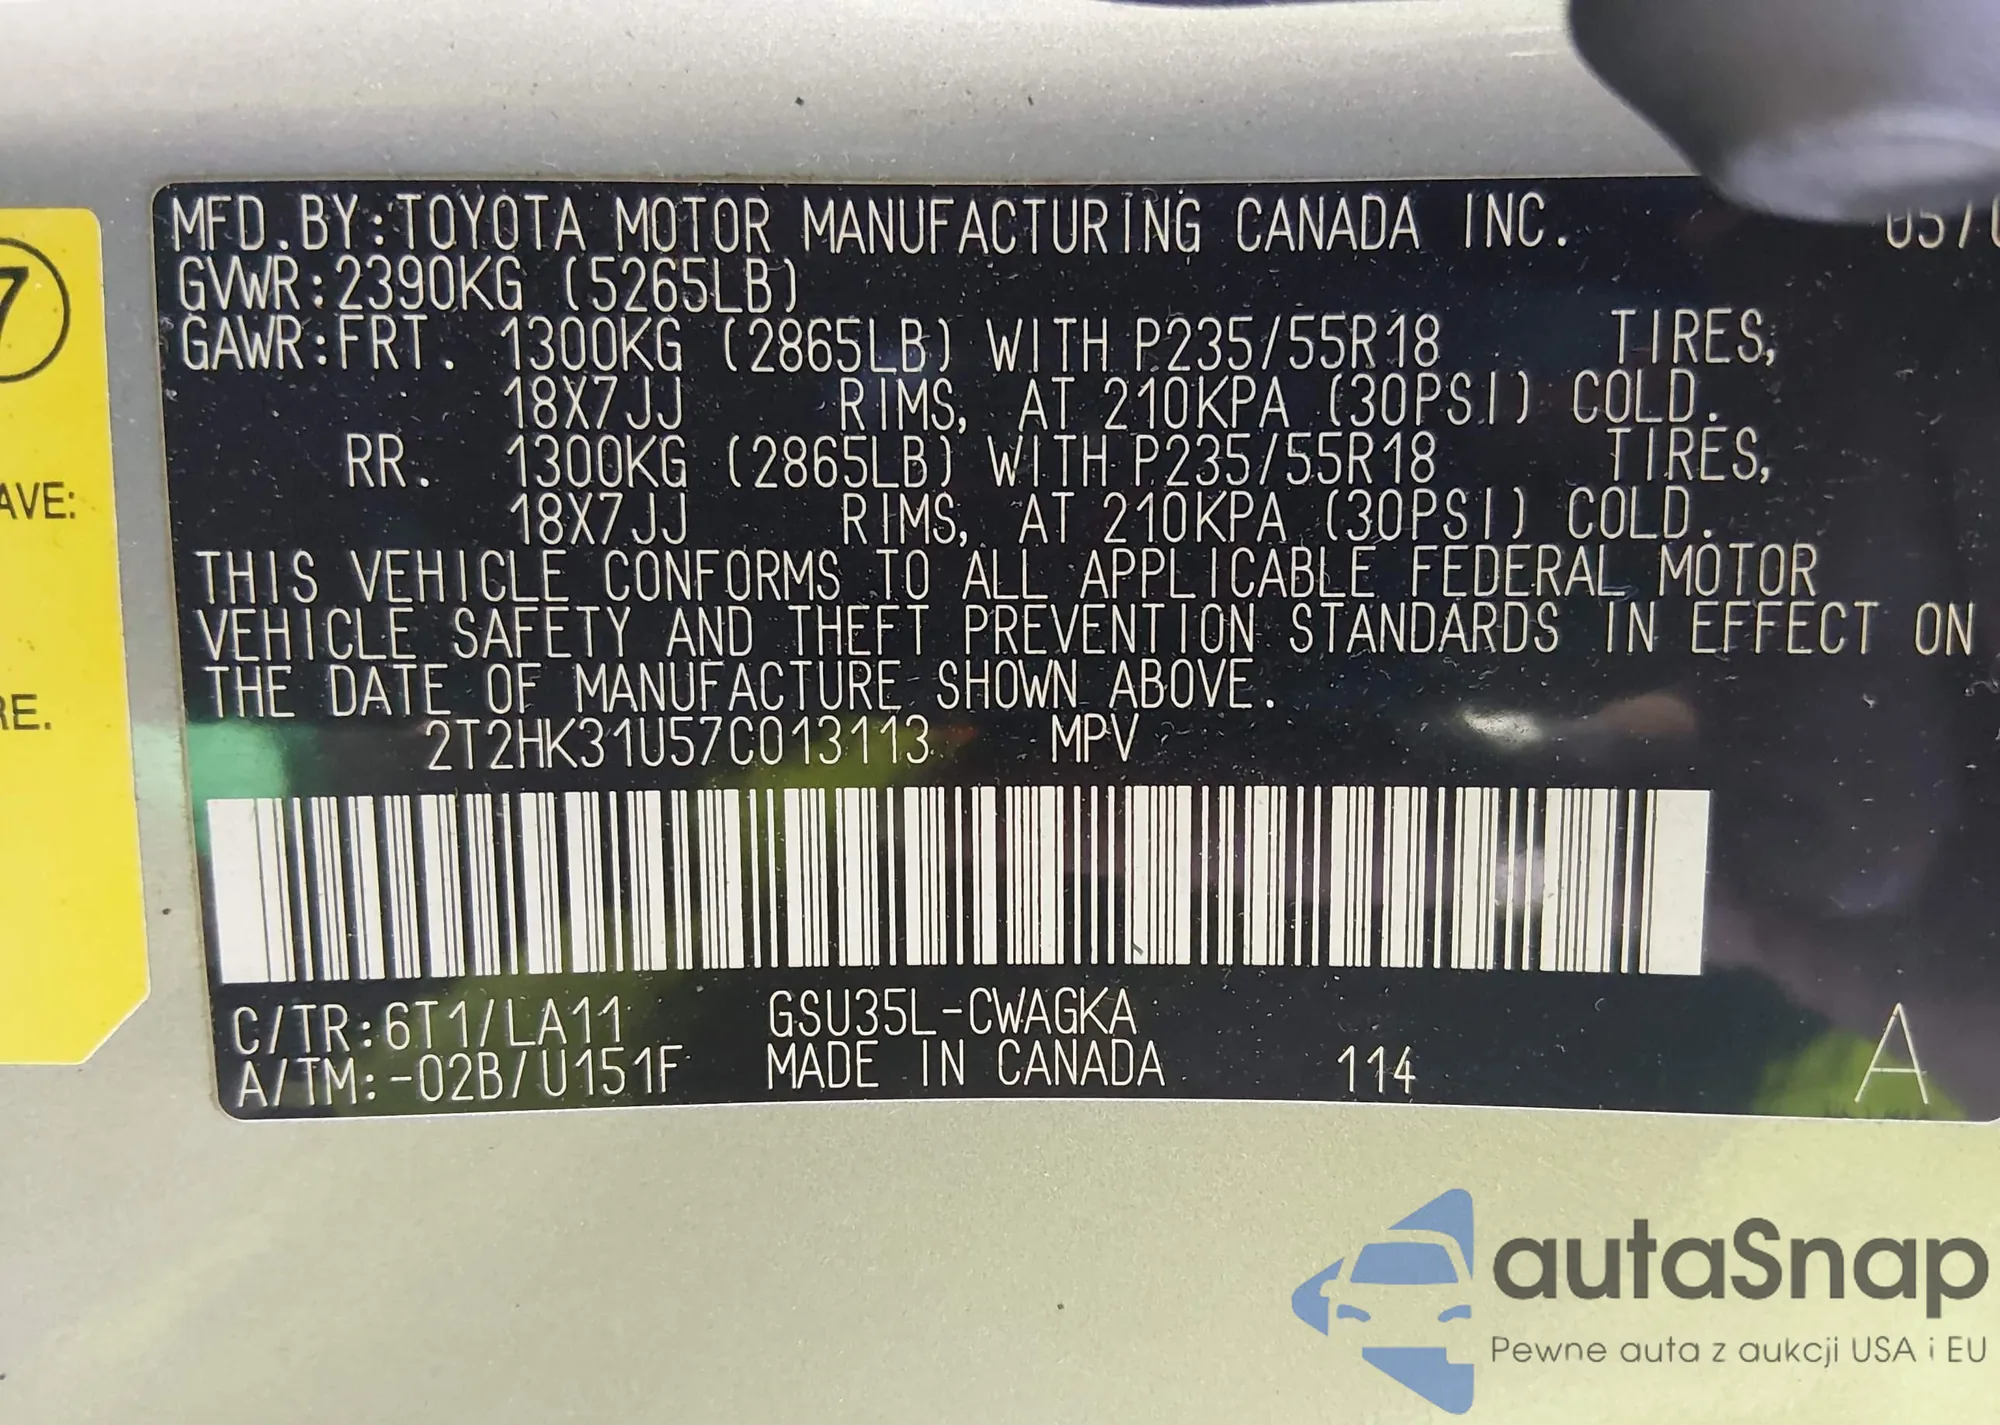 MFD.BY:TOYOTA MOTOR MANUFACTURING CANADA INC.
GVWR:2390KG (5265LB)
GAWR:FRT. 1300KG (2865LB) WITH P235/55R18 TIRES,
18X7JJ RIMS, AT 210KPA (30PSI) COLD.
RR. 1300KG (2865LB) WITH P235/55R18 TIRES,
18X7JJ RIMS, AT 210KPA (30PSI) COLD.
THIS VEHICLE CONFORMS TO ALL APPLICABLE FEDERAL MOTOR
VEHICLE SAFETY AND THEFT PREVENTION STANDARDS IN EFFECT ON
THE DATE OF MANUFACTURE SHOWN ABOVE.
2T2HK31U57C013113 MPV
C/TR:6T1/LA11 GSU35L-CWAGKA
A/TM:-02B/U151F MADE IN CANADA 114 A
7
AVE:
RE.
autaSnap
Pewne auta z aukcji USA i EU